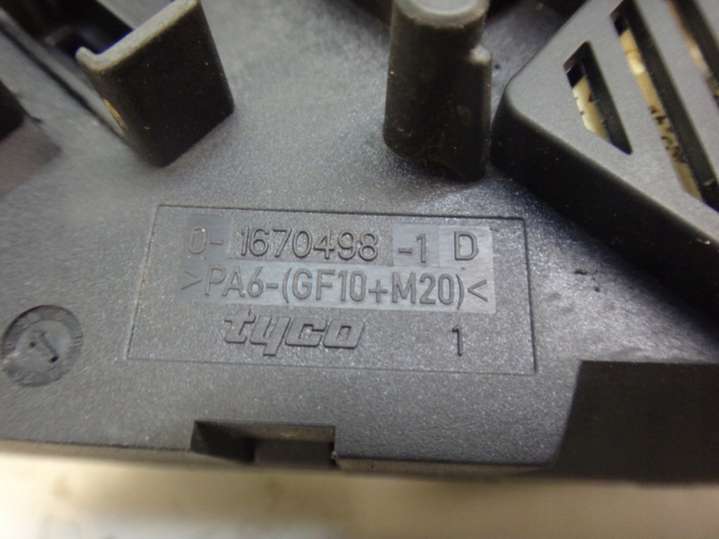 0-1670498-1 D
>PA6-(GF10+M20)<
tyco 1